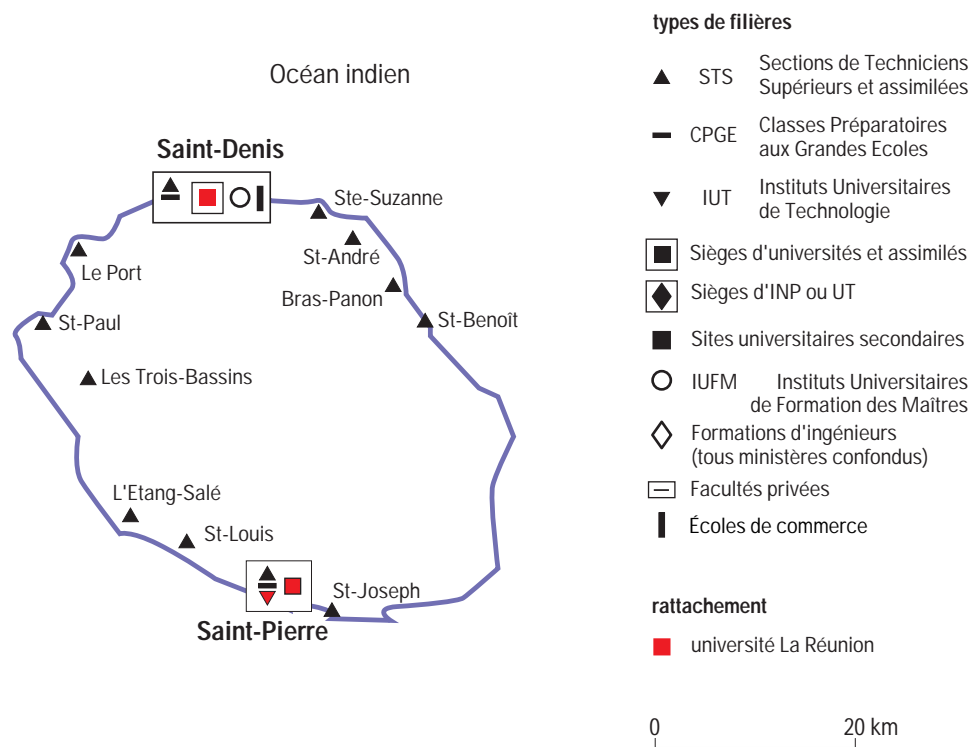 types de filières
Océan indien
STS Sections de Techniciens
Supérieurs et assimilées
CPGE Classes Préparatoires
aux Grandes Ecoles
IUT Instituts Universitaires
de Technologie
Sièges d'universités et assimilés
Sièges d'INP ou UT
Sites universitaires secondaires
IUFM Instituts Universitaires
de Formation des Maîtres
Formations d'ingénieurs
(tous ministères confondus)
Facultés privées
Écoles de commerce
rattachement
université La Réunion
0 20 km
Saint-Denis
Ste-Suzanne
St-André
Le Port
Bras-Panon
St-Paul
St-Benoît
Les Trois-Bassins
L'Etang-Salé
St-Louis
St-Joseph
Saint-Pierre